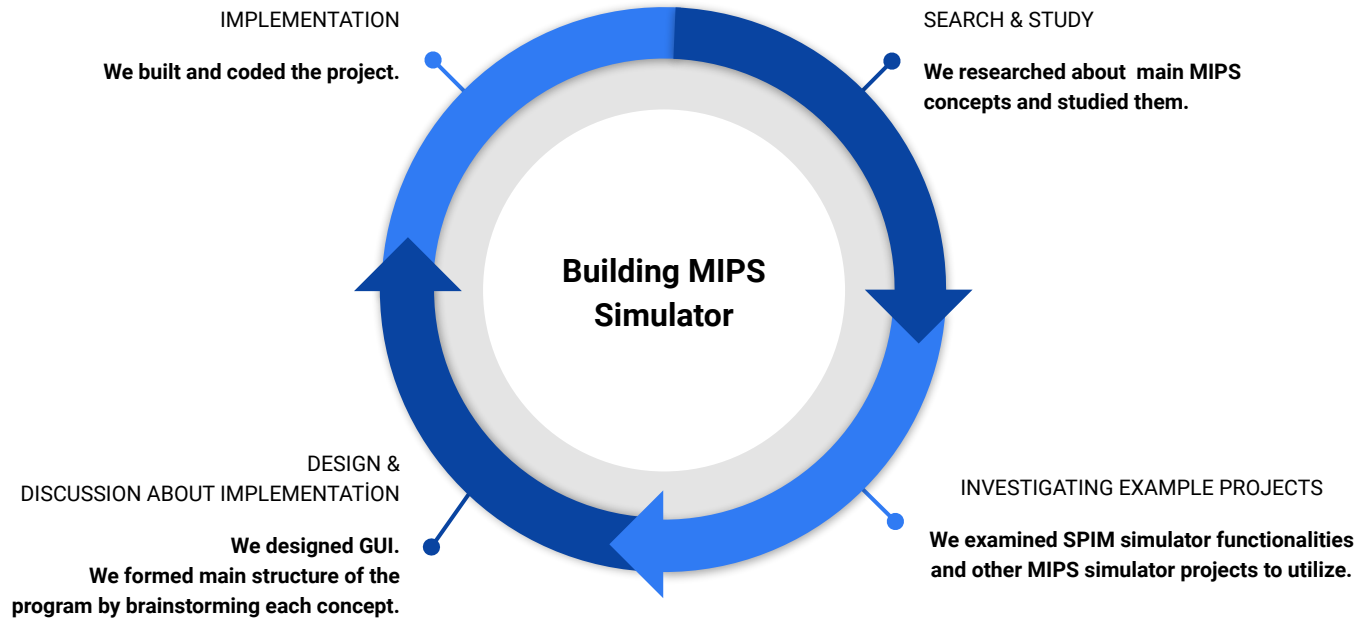 IMPLEMENTATION
We built and coded the project.
SEARCH & STUDY
We researched about main MIPS
concepts and studied them.
Building MIPS
Simulator
DESIGN &
DISCUSSION ABOUT IMPLEMENTATİON
We designed GUI.
We formed main structure of the
program by brainstorming each concept.
INVESTIGATING EXAMPLE PROJECTS
We examined SPIM simulator functionalities
and other MIPS simulator projects to utilize.